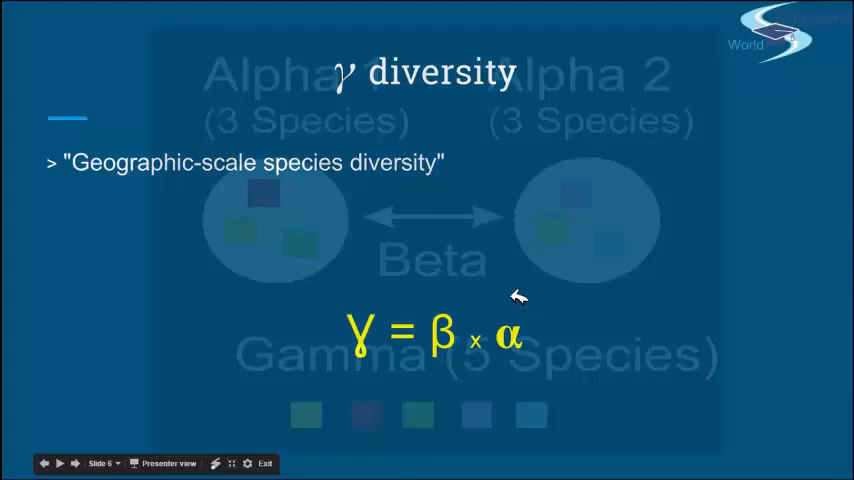 World
γ diversity
Alpha 1 Alpha 2
(3 Species) (3 Species)
> "Geographic-scale species diversity"
Beta
Ɣ = β x α
Gamma (5 Species)
Slide 6 Presenter view Exit